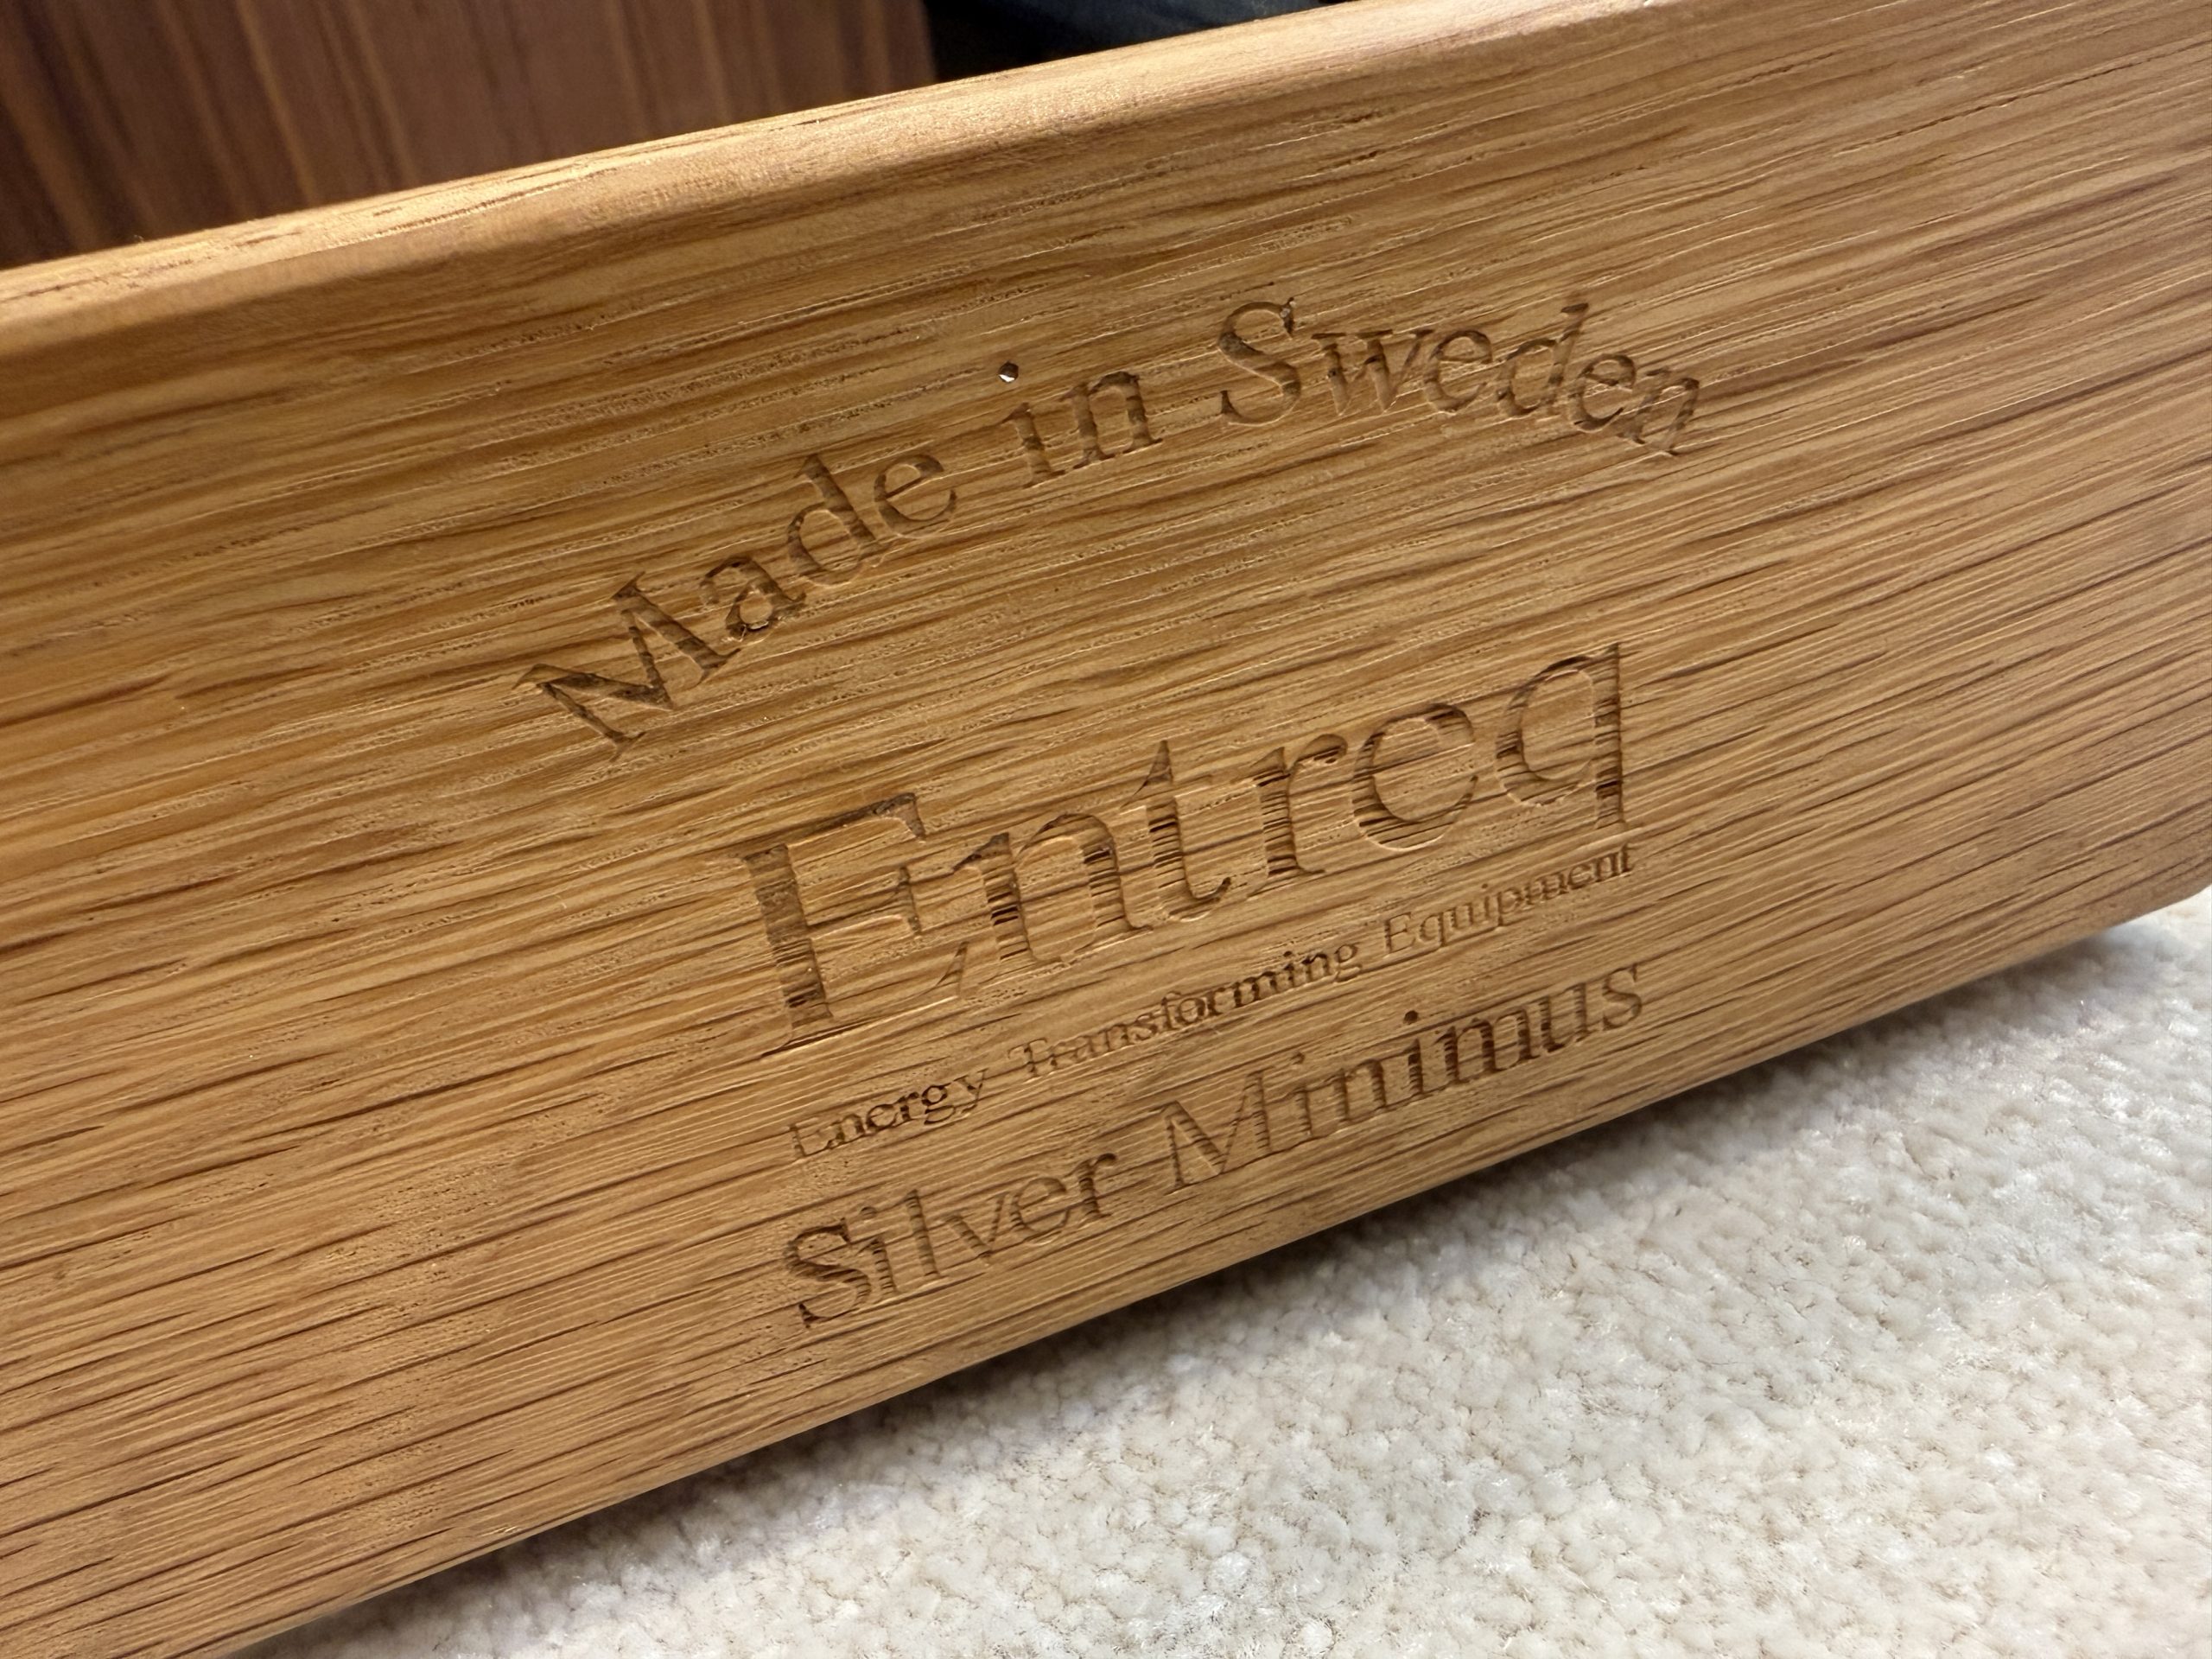 Made in Sweden
Entreq
Energy Transforming Equipment
Silver Minimus